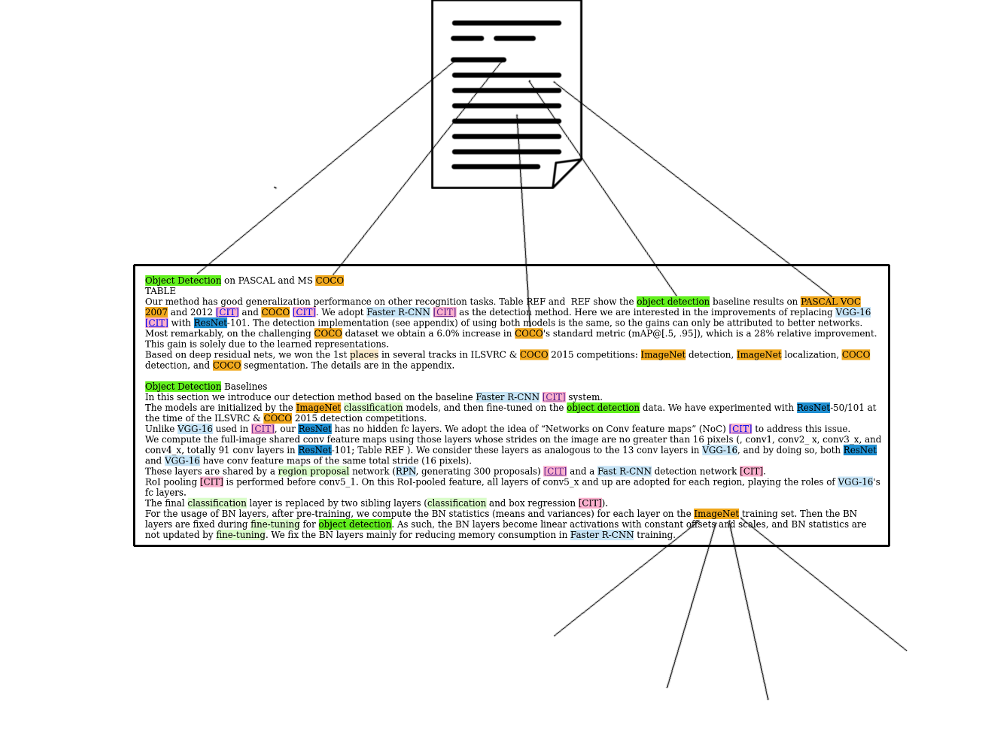 Object Detection on PASCAL and MS COCO
TABLE
Our method has good generalization performance on other recognition tasks. Table REF and  REF show the object detection baseline results on PASCAL VOC
2007 and 2012 [CIT] and COCO [CIT]. We adopt Faster R-CNN [CIT] as the detection method. Here we are interested in the improvements of replacing VGG-16
[CIT] with ResNet-101. The detection implementation (see appendix) of using both models is the same, so the gains can only be attributed to better networks.
Most remarkably, on the challenging COCO dataset we obtain a 6.0% increase in COCO's standard metric (mAP@[.5, .95]), which is a 28% relative improvement.
This gain is solely due to the learned representations.
Based on deep residual nets, we won the 1st places in several tracks in ILSVRC & COCO 2015 competitions: ImageNet detection, ImageNet localization, COCO
detection, and COCO segmentation. The details are in the appendix.
Object Detection Baselines
In this section we introduce our detection method based on the baseline Faster R-CNN [CIT] system.
The models are initialized by the ImageNet classification models, and then fine-tuned on the object detection data. We have experimented with ResNet-50/101 at
the time of the ILSVRC & COCO 2015 detection competitions.
Unlike VGG-16 used in [CIT], our ResNet has no hidden fc layers. We adopt the idea of “Networks on Conv feature maps” (NoC) [CIT] to address this issue.
We compute the full-image shared conv feature maps using those layers whose strides on the image are no greater than 16 pixels (, conv1, conv2_ x, conv3_x, and
conv4_x, totally 91 conv layers in ResNet-101; Table REF ). We consider these layers as analogous to the 13 conv layers in VGG-16, and by doing so, both ResNet
and VGG-16 have conv feature maps of the same total stride (16 pixels).
These layers are shared by a region proposal network (RPN, generating 300 proposals) [CIT] and a Fast R-CNN detection network [CIT].
RoI pooling [CIT] is performed before conv5_1. On this RoI-pooled feature, all layers of conv5_x and up are adopted for each region, playing the roles of VGG-16's
fc layers.
The final classification layer is replaced by two sibling layers (classification and box regression [CIT]).
For the usage of BN layers, after pre-training, we compute the BN statistics (means and variances) for each layer on the ImageNet training set. Then the BN
layers are fixed during fine-tuning for object detection. As such, the BN layers become linear activations with constant offsets and scales, and BN statistics are
not updated by fine-tuning. We fix the BN layers mainly for reducing memory consumption in Faster R-CNN training.